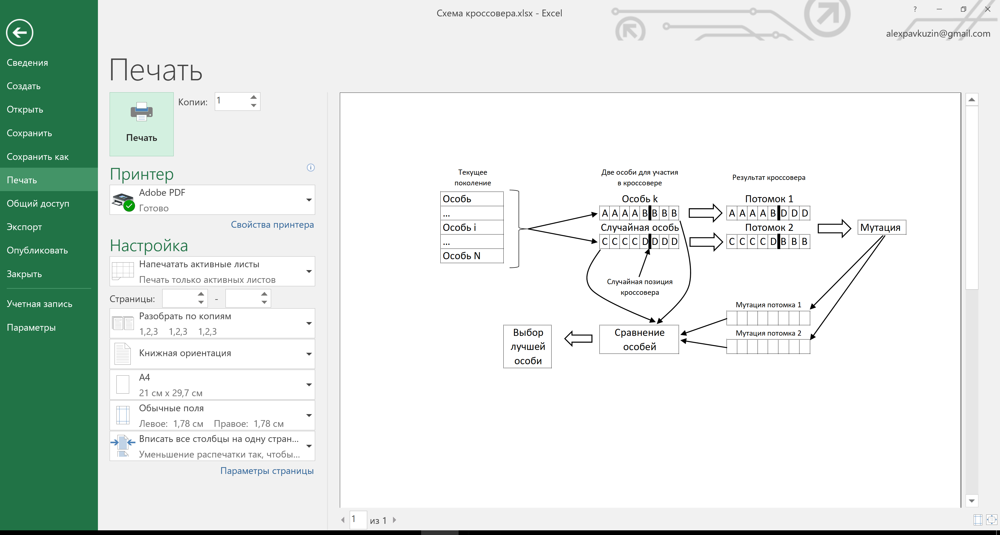 Схема кроссовера.xlsx - Excel
?
alexpavkuzin@gmail.com
Сведения
Создать
Открыть
Сохранить
Сохранить как
Печать
Общий доступ
Экспорт
Опубликовать
Закрыть
Учетная запись
Параметры
Печать
Печать
Копии: 1
Принтер
Adobe PDF
Готово
Свойства принтера
Настройка
Напечатать активные листы
Печать только активных листов
Страницы: -
Разобрать по копиям
1,2,3 1,2,3 1,2,3
Книжная ориентация
A4
21 см x 29,7 см
Обычные поля
Левое: 1,78 см Правое: 1,78 см
Вписать все столбцы на одну стран...
Уменьшение распечатки так, чтобы...
Параметры страницы
Текущее
поколение
Особь
...
Особь i
...
Особь N
Две особи для участия
в кроссовере
Особь k
A A A A B B B B
Случайная особь
C C C C D D D D
Случайная позиция
кроссовера
Результат кроссовера
Потомок 1
A A A A B D D D
Потомок 2
C C C C D B B B
Мутация
Мутация потомка 1
Мутация потомка 2
Сравнение
особей
Выбор
лучшей
особи
1 из 1